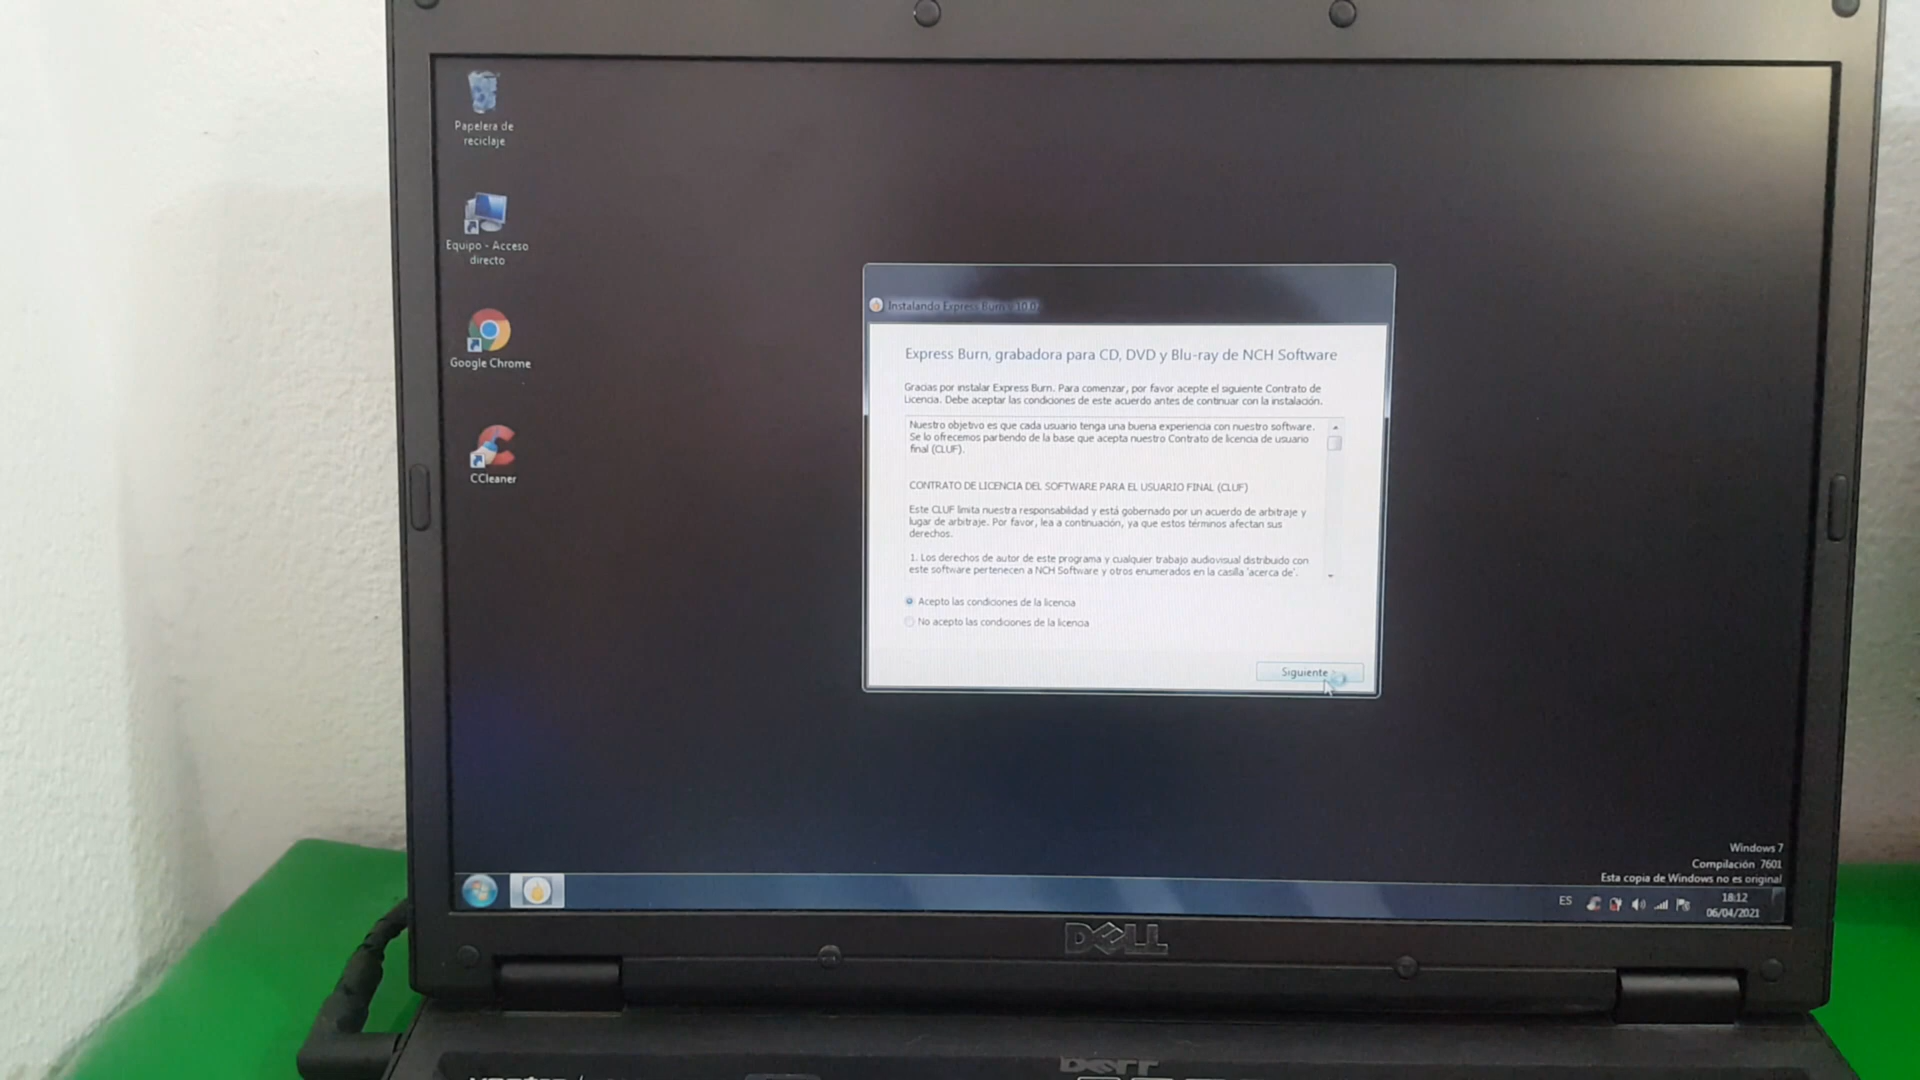 Papelera de
reciclaje
Equipo - Acceso
directo
Google Chrome
CCleaner
Instalando Express Burn v 10.0
Express Burn, grabadora para CD, DVD y Blu-ray de NCH Software
Gracias por instalar Express Burn. Para comenzar, por favor acepte el siguiente Contrato de
Licencia. Debe aceptar las condiciones de este acuerdo antes de continuar con la instalación.
Nuestro objetivo es que cada usuario tenga una buena experiencia con nuestro software.
Se lo ofrecemos partiendo de la base que acepta nuestro Contrato de licencia de usuario
final (CLUF).
CONTRATO DE LICENCIA DEL SOFTWARE PARA EL USUARIO FINAL (CLUF)
Este CLUF limita nuestra responsabilidad y está gobernado por un acuerdo de arbitraje y
lugar de arbitraje. Por favor, lea a continuación, ya que estos términos afectan sus
derechos.
1. Los derechos de autor de este programa y cualquier trabajo audiovisual distribuido con
este software pertenecen a NCH Software y otros enumerados en la casilla 'acerca de'.
Acepto las condiciones de la licencia
No acepto las condiciones de la licencia
Siguiente >
Windows 7
Compilación 7601
Esta copia de Windows no es original
ES
18:12
06/04/2021
DELL
DELL